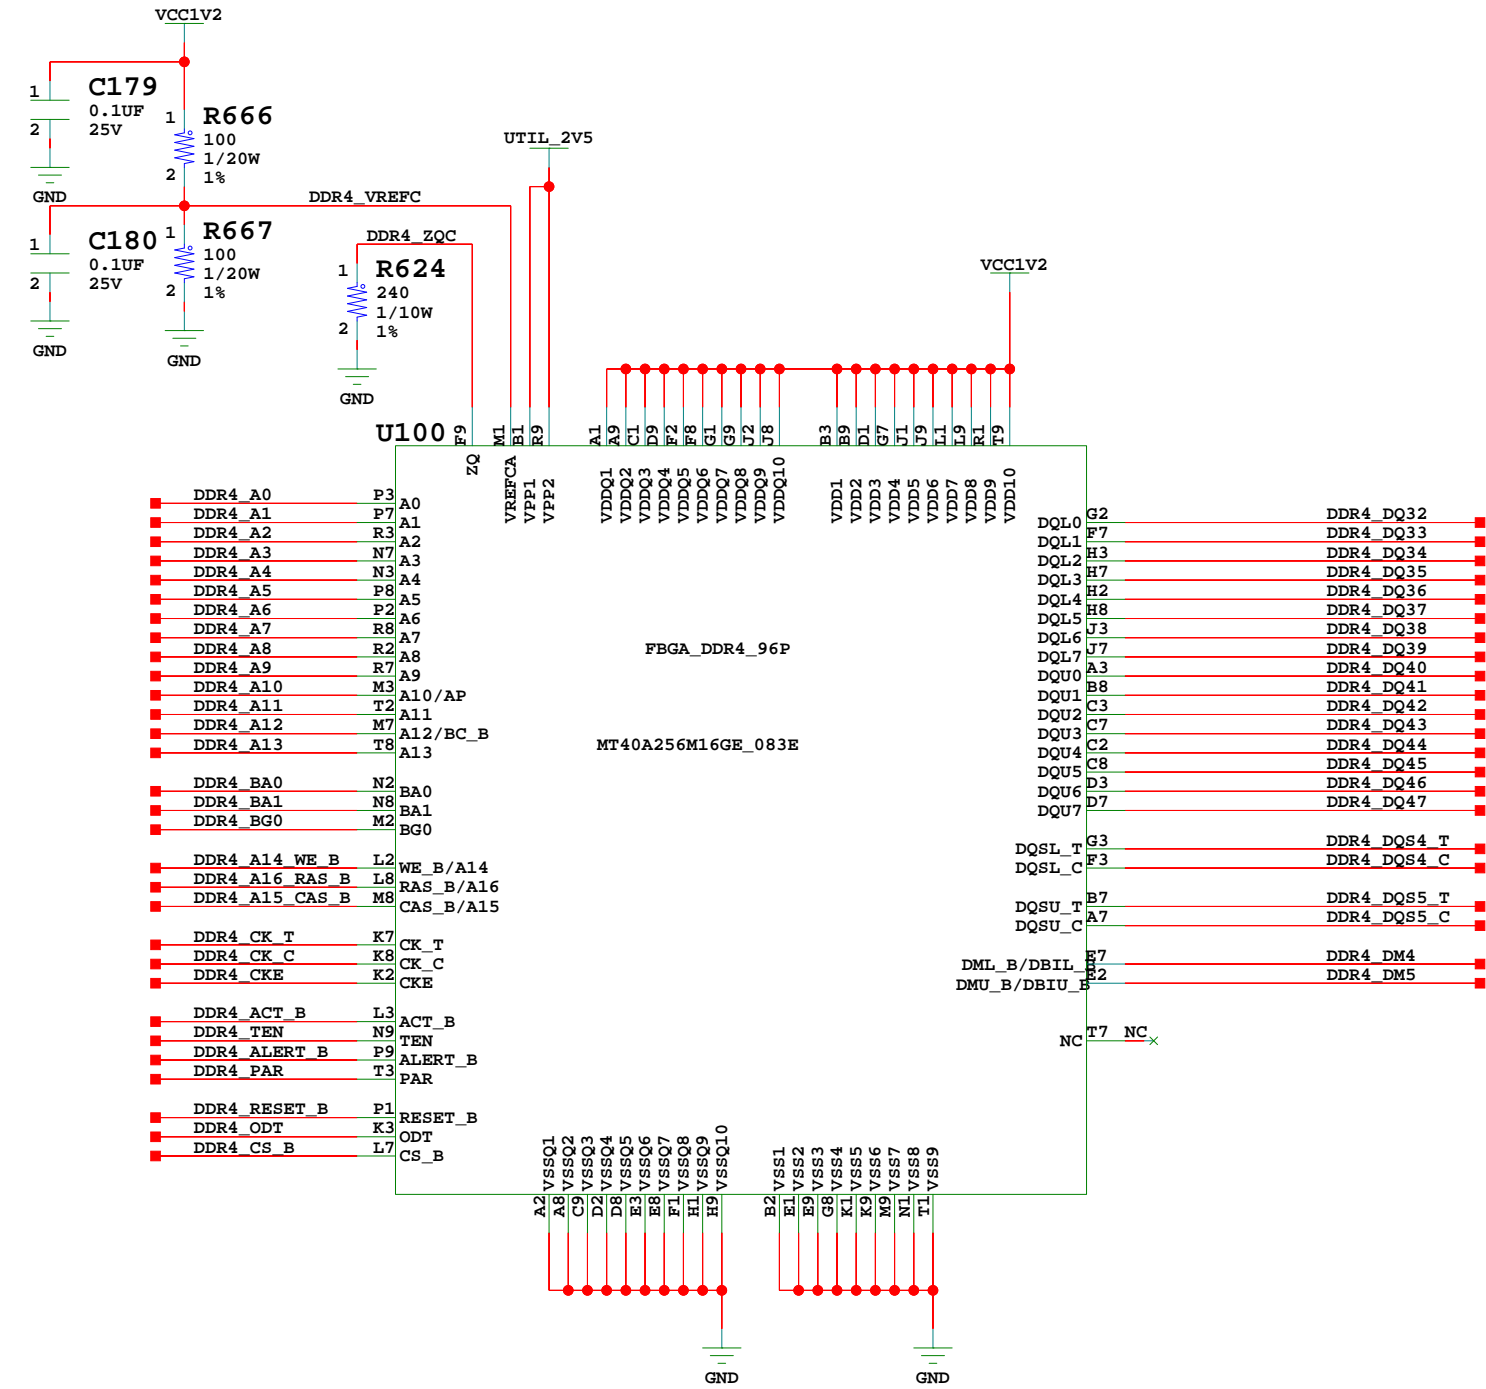 VCC1V2
1
C179
0.1UF
2
25V
GND
1
R666
100
1/20W
2
1%
DDR4_VREFC
1
C180
0.1UF
2
25V
GND
1
R667
100
1/20W
2
1%
GND
DDR4_ZQC
1
R624
240
1/10W
2
1%
GND
UTIL_2V5
VCC1V2
U100
F9 M1 B1 R9 A1 A9 C1 D9 F2 F8 G1 G9 J2 J8 B3 B9 D1 G7 J1 J9 L1 L9 R1 T9
ZQ VREFCA VPP1 VPP2 VDDQ1 VDDQ2 VDDQ3 VDDQ4 VDDQ5 VDDQ6 VDDQ7 VDDQ8 VDDQ9 VDDQ10 VDD1 VDD2 VDD3 VDD4 VDD5 VDD6 VDD7 VDD8 VDD9 VDD10
DDR4_A0 P3 A0
DDR4_A1 P7 A1
DDR4_A2 R3 A2
DDR4_A3 N7 A3
DDR4_A4 N3 A4
DDR4_A5 P8 A5
DDR4_A6 P2 A6
DDR4_A7 R8 A7
DDR4_A8 R2 A8
DDR4_A9 R7 A9
DDR4_A10 M3 A10/AP
DDR4_A11 T2 A11
DDR4_A12 M7 A12/BC_B
DDR4_A13 T8 A13
DDR4_BA0 N2 BA0
DDR4_BA1 N8 BA1
DDR4_BG0 M2 BG0
DDR4_A14_WE_B L2 WE_B/A14
DDR4_A16_RAS_B L8 RAS_B/A16
DDR4_A15_CAS_B M8 CAS_B/A15
DDR4_CK_T K7 CK_T
DDR4_CK_C K8 CK_C
DDR4_CKE K2 CKE
DDR4_ACT_B L3 ACT_B
DDR4_TEN N9 TEN
DDR4_ALERT_B P9 ALERT_B
DDR4_PAR T3 PAR
DDR4_RESET_B P1 RESET_B
DDR4_ODT K3 ODT
DDR4_CS_B L7 CS_B
FBGA_DDR4_96P
MT40A256M16GE_083E
DQL0 G2 DDR4_DQ32
DQL1 F7 DDR4_DQ33
DQL2 H3 DDR4_DQ34
DQL3 H7 DDR4_DQ35
DQL4 H2 DDR4_DQ36
DQL5 H8 DDR4_DQ37
DQL6 J3 DDR4_DQ38
DQL7 J7 DDR4_DQ39
DQU0 A3 DDR4_DQ40
DQU1 B8 DDR4_DQ41
DQU2 C3 DDR4_DQ42
DQU3 C7 DDR4_DQ43
DQU4 C2 DDR4_DQ44
DQU5 C8 DDR4_DQ45
DQU6 D3 DDR4_DQ46
DQU7 D7 DDR4_DQ47
DQSL_T G3 DDR4_DQS4_T
DQSL_C F3 DDR4_DQS4_C
DQSU_T B7 DDR4_DQS5_T
DQSU_C A7 DDR4_DQS5_C
DML_B/DBIL_B E7 DDR4_DM4
DMU_B/DBIU_B E2 DDR4_DM5
NC T7 NC
VSSQ1 VSSQ2 VSSQ3 VSSQ4 VSSQ5 VSSQ6 VSSQ7 VSSQ8 VSSQ9 VSSQ10 VSS1 VSS2 VSS3 VSS4 VSS5 VSS6 VSS7 VSS8 VSS9
A2 A8 C9 D2 D8 E3 E8 F1 H1 H9 B2 E1 E9 G8 K1 K9 M9 N1 T1
GND
GND